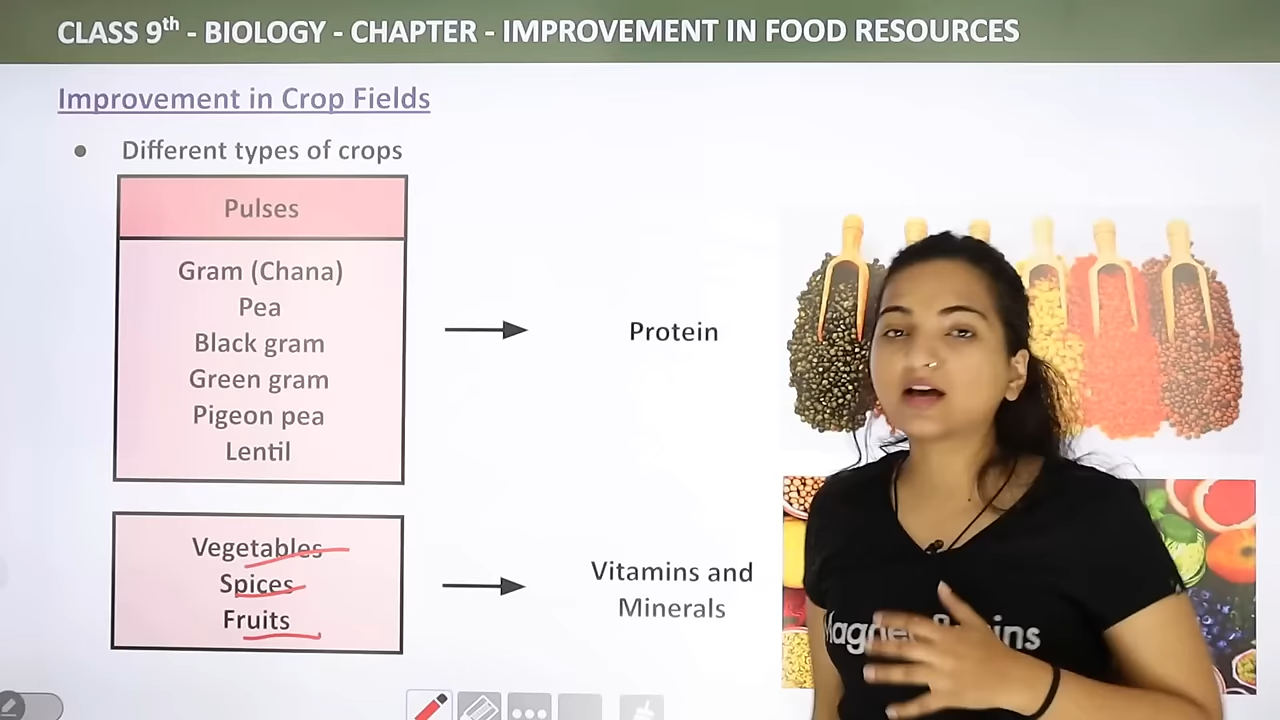 CLASS 9th - BIOLOGY - CHAPTER - IMPROVEMENT IN FOOD RESOURCES
Improvement in Crop Fields
• Different types of crops
Pulses
Gram (Chana)
Pea
Black gram
Green gram
Pigeon pea
Lentil
Protein
Vegetables
Spices
Fruits
Vitamins and
Minerals